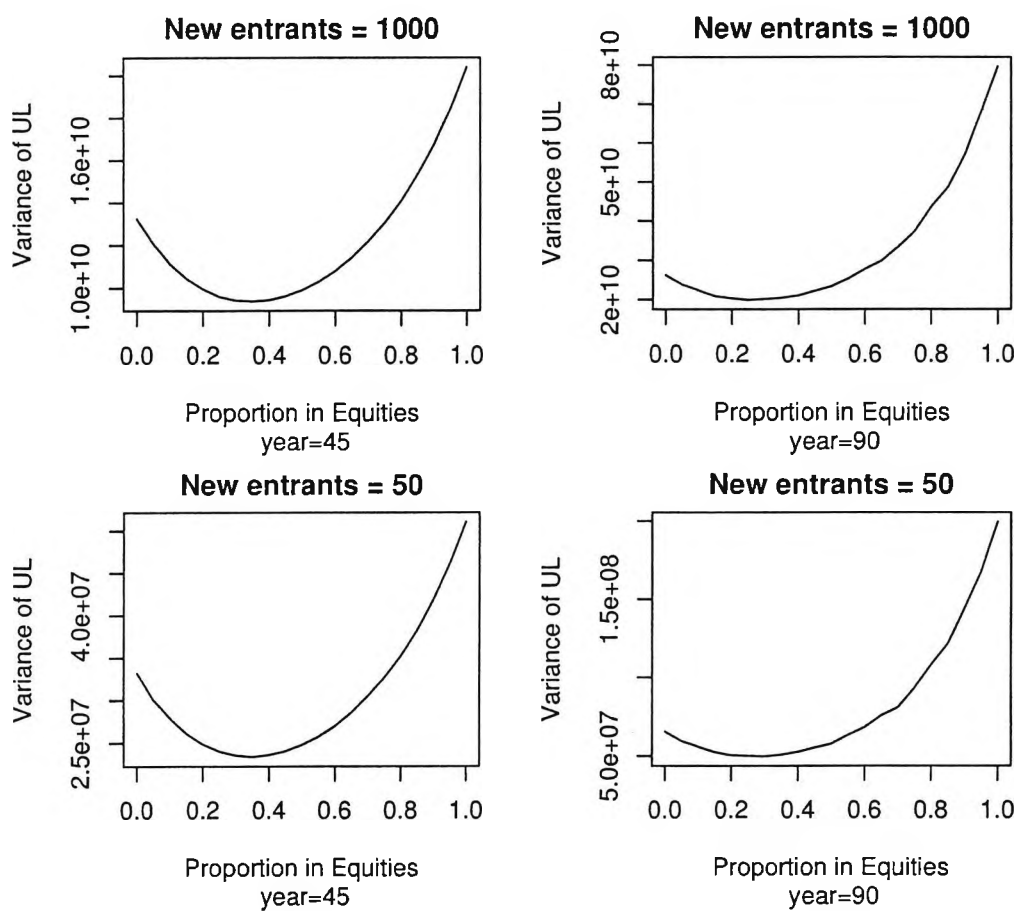 New entrants = 1000
Variance of UL
1.0e+10 1.6e+10
0.0 0.2 0.4 0.6 0.8 1.0
Proportion in Equities
year=45
New entrants = 1000
Variance of UL
2e+10 5e+10 8e+10
0.0 0.2 0.4 0.6 0.8 1.0
Proportion in Equities
year=90
New entrants = 50
Variance of UL
2.5e+07 4.0e+07
0.0 0.2 0.4 0.6 0.8 1.0
Proportion in Equities
year=45
New entrants = 50
Variance of UL
5.0e+07 1.5e+08
0.0 0.2 0.4 0.6 0.8 1.0
Proportion in Equities
year=90